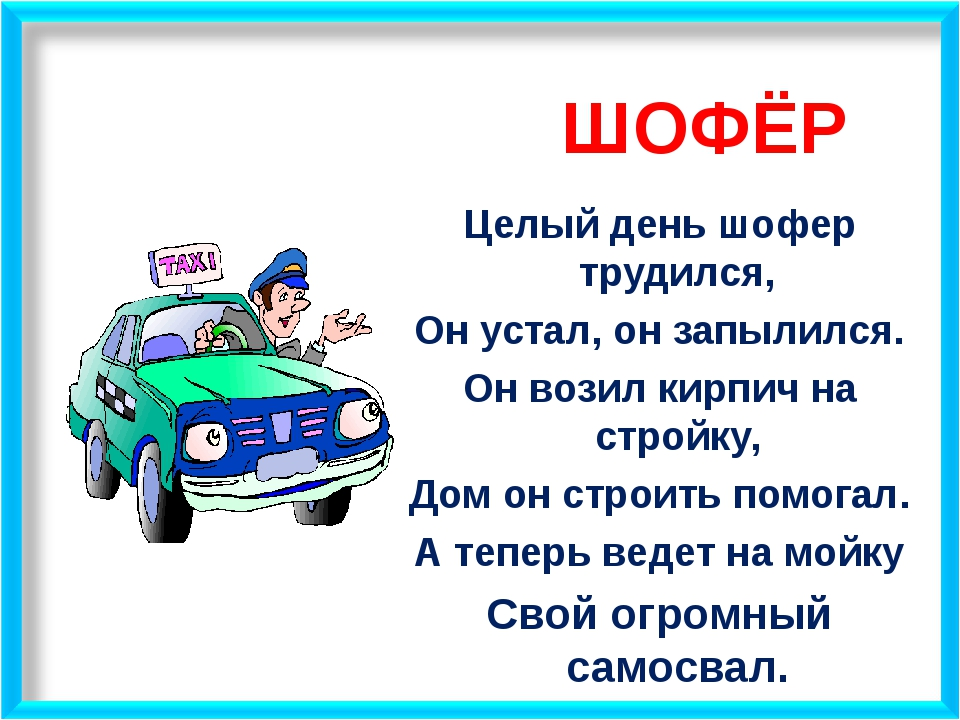 ШОФЁР
TAXI
Целый день шофер
трудился,
Он устал, он запылился.
Он возил кирпич на
стройку,
Дом он строить помогал.
А теперь ведет на мойку
Свой огромный
самосвал.